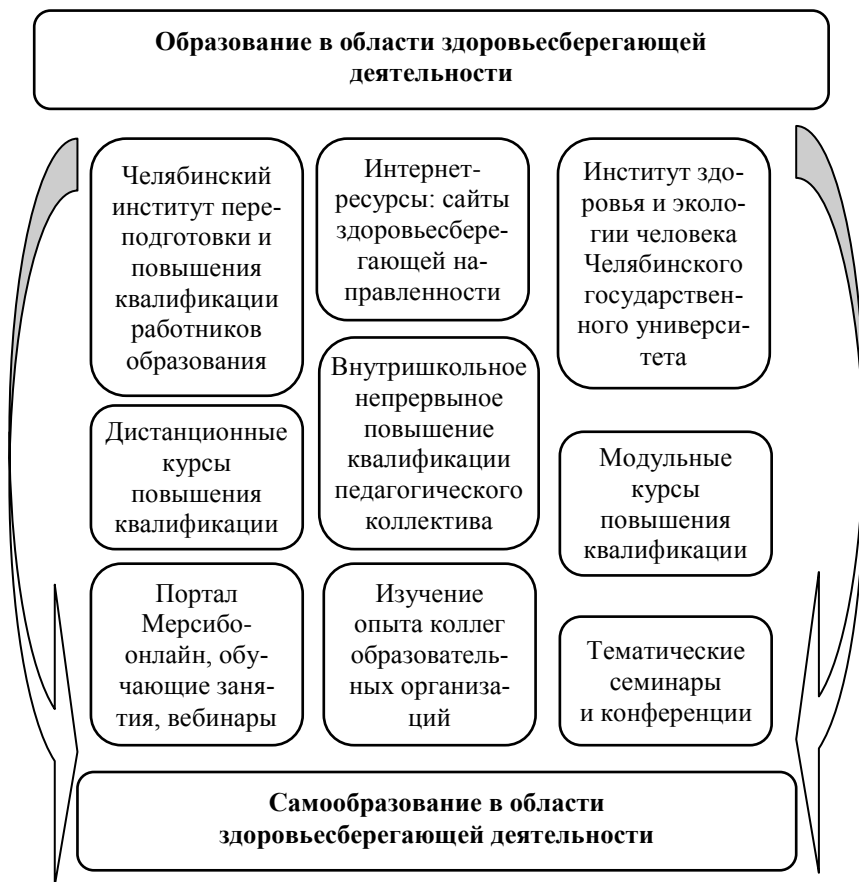 Образование в области здоровьесберегающей
деятельности
Челябинский
институт пере-
подготовки и
повышения
квалификации
работников
образования
Интернет-
ресурсы: сайты
здоровьесбере-
гающей на-
правленности
Институт здо-
ровья и эколо-
гии человека
Челябинского
государствен-
ного универси-
тета
Внутришкольное
непрервыное
повышение
квалификации
педагогического
коллектива
Дистанционные
курсы
повышения
квалификации
Модульные
курсы
повышения
квалификации
Портал
Мерсибо-
онлайн, обу-
чающие заня-
тия, вебинары
Изучение
опыта коллег
образователь-
ных организа-
ций
Тематические
семинары
и конференции
Самообразование в области
здоровьесберегающей деятельности